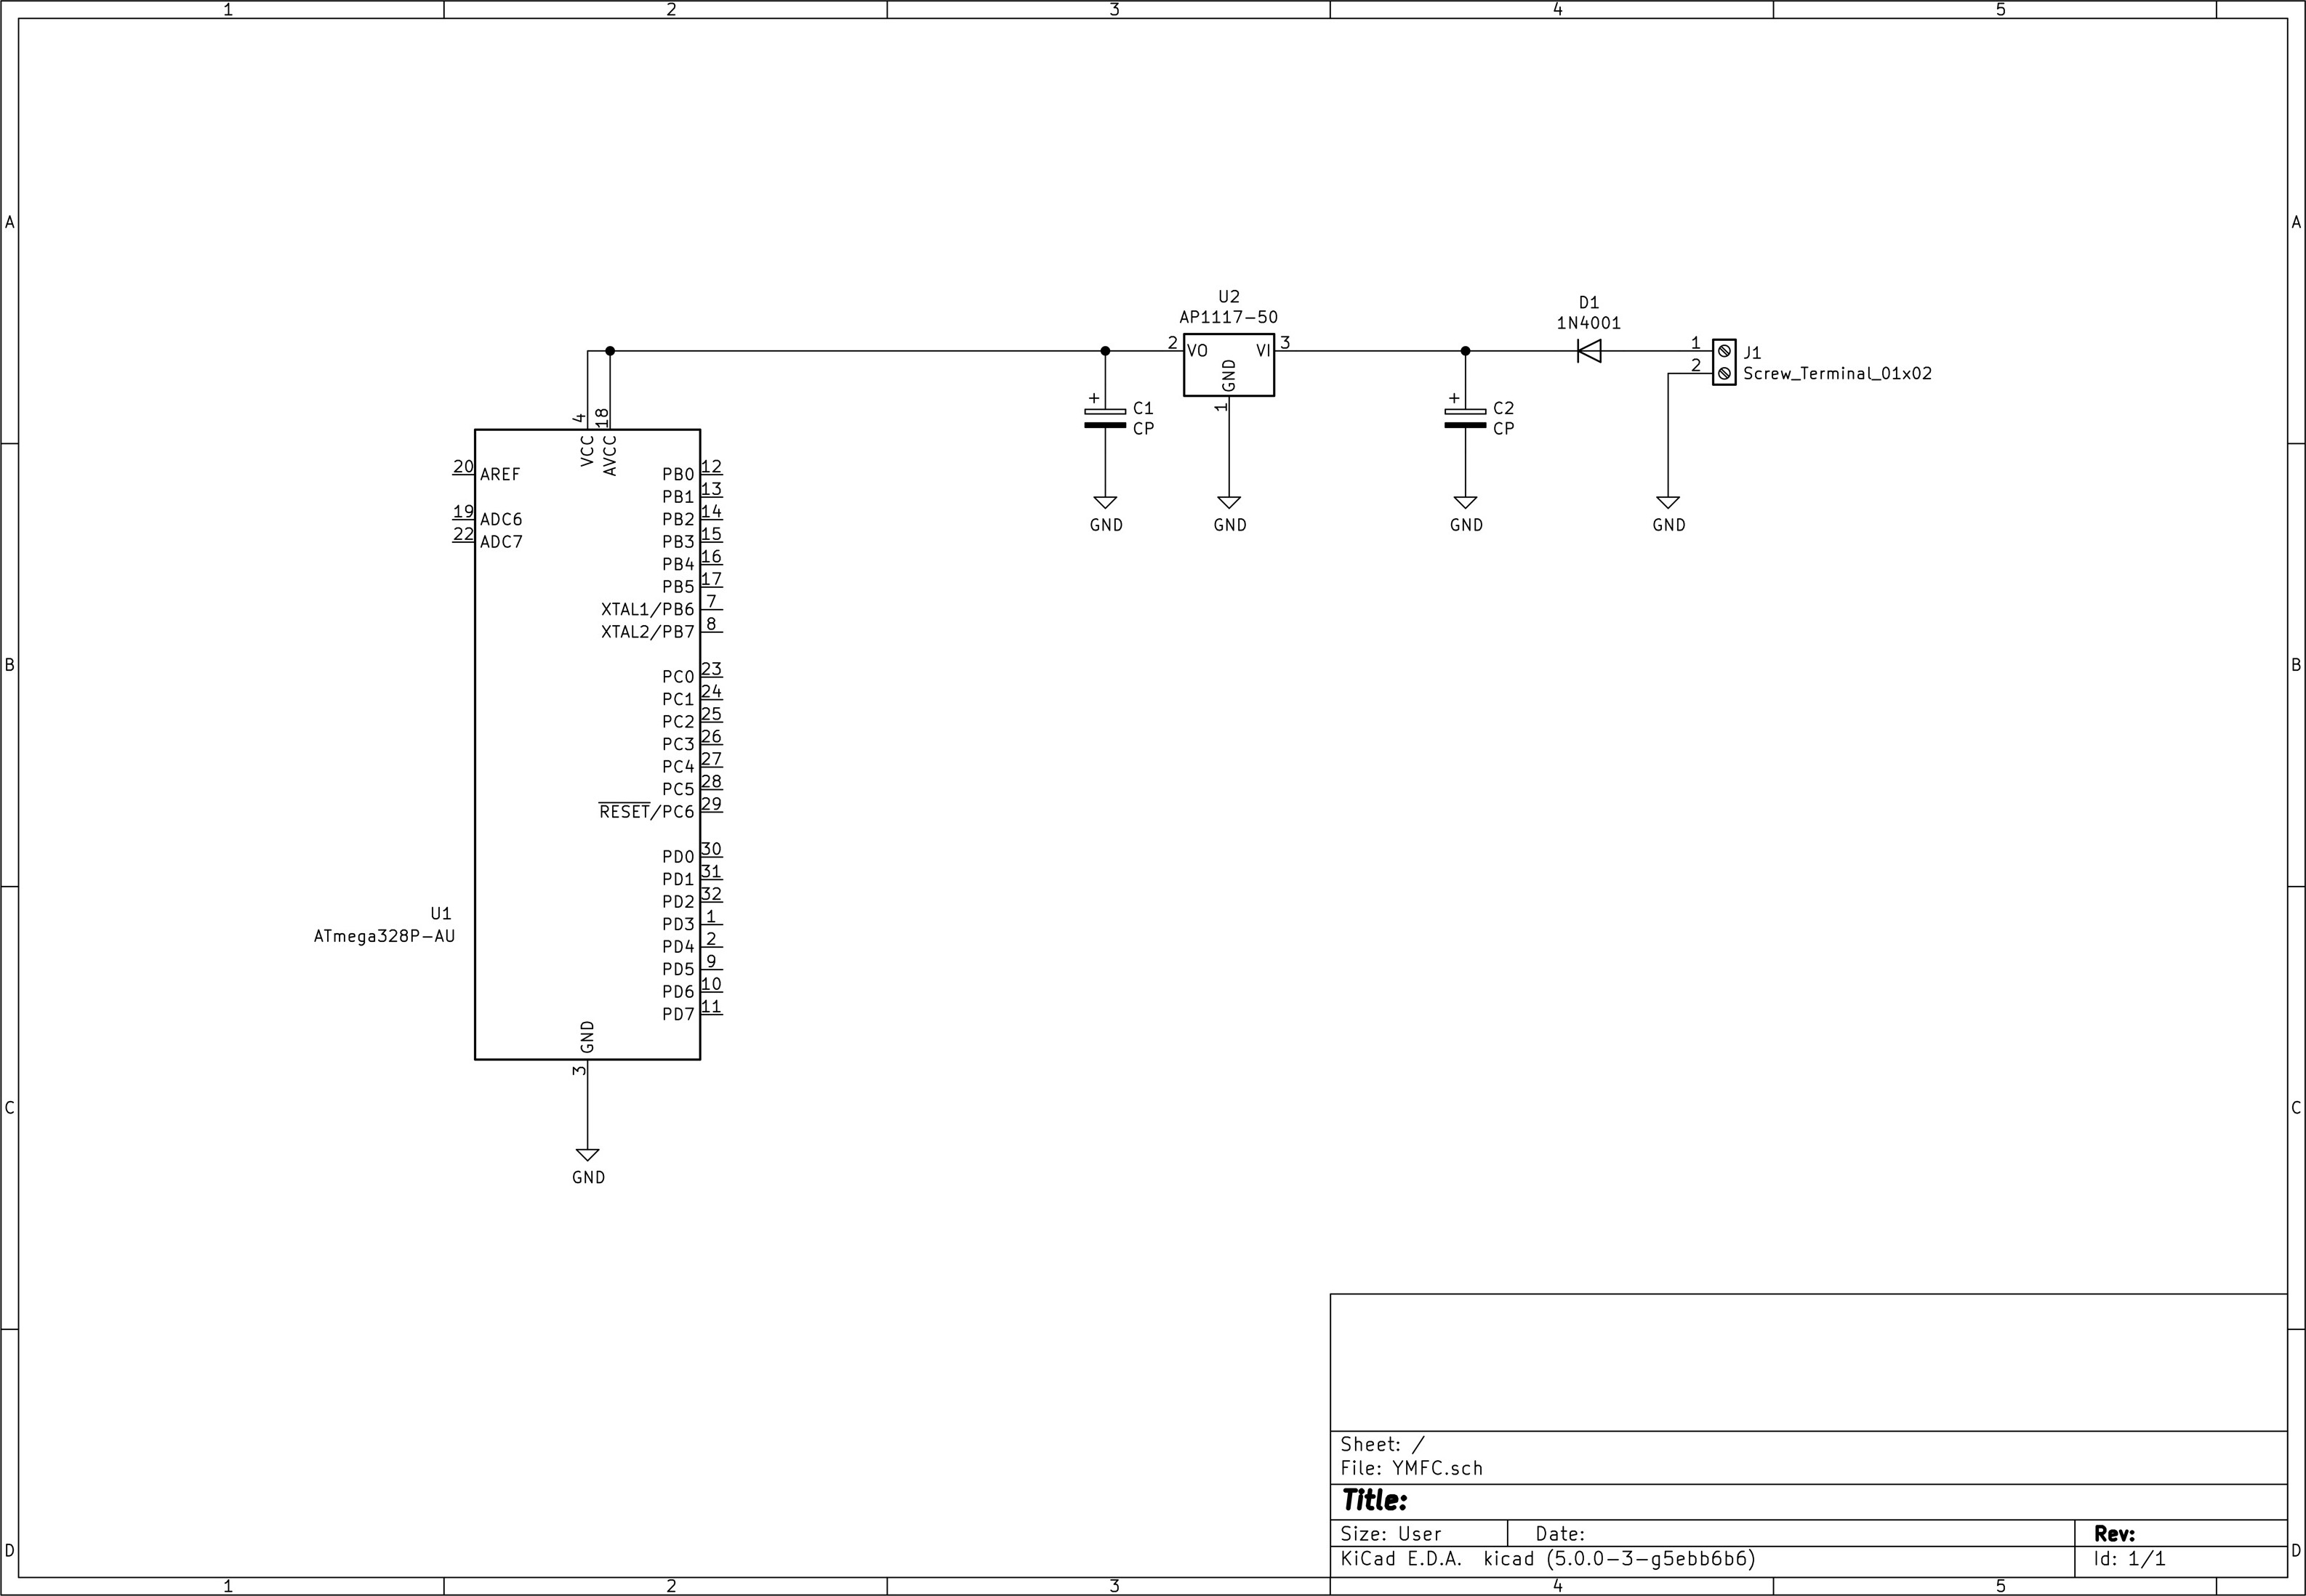 1 2 3 4 5
A A
U2
AP1117-50
D1
1N4001
2 VO VI 3
GND
1
1
2
J1
Screw_Terminal_01x02
+ C1
CP
+ C2
CP
GND GND GND GND
4 18
VCC AVCC
20 AREF PB0 12
PB1 13
19 ADC6 PB2 14
22 ADC7 PB3 15
PB4 16
PB5 17
XTAL1/PB6 7
XTAL2/PB7 8
B B
PC0 23
PC1 24
PC2 25
PC3 26
PC4 27
PC5 28
RESET/PC6 29
PD0 30
PD1 31
PD2 32
PD3 1
PD4 2
PD5 9
PD6 10
PD7 11
U1
ATmega328P-AU
GND
3
GND
C C
Sheet: /
File: YMFC.sch
Title:
Size: User Date: Rev:
KiCad E.D.A. kicad (5.0.0-3-g5ebb6b6) Id: 1/1
D D
1 2 3 4 5